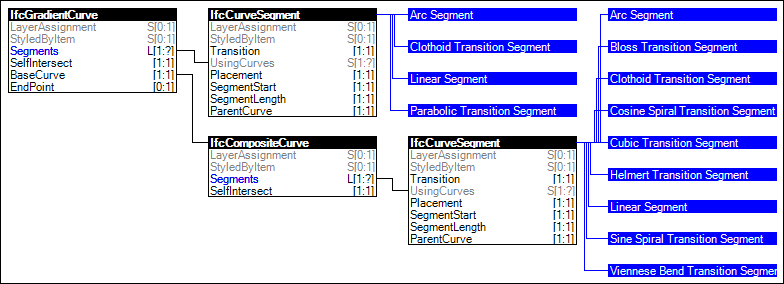 IfcGradientCurve
LayerAssignment S[0:1]
StyledByItem S[0:1]
Segments L[1:?]
SelfIntersect [1:1]
BaseCurve [1:1]
EndPoint [0:1]
IfcCurveSegment
LayerAssignment S[0:1]
StyledByItem S[0:1]
Transition [1:1]
UsingCurves S[1:?]
Placement [1:1]
SegmentStart [1:1]
SegmentLength [1:1]
ParentCurve [1:1]
Arc Segment
Clothoid Transition Segment
Linear Segment
Parabolic Transition Segment
IfcCompositeCurve
LayerAssignment S[0:1]
StyledByItem S[0:1]
Segments L[1:?]
SelfIntersect [1:1]
IfcCurveSegment
LayerAssignment S[0:1]
StyledByItem S[0:1]
Transition [1:1]
UsingCurves S[1:?]
Placement [1:1]
SegmentStart [1:1]
SegmentLength [1:1]
ParentCurve [1:1]
Arc Segment
Bloss Transition Segment
Clothoid Transition Segment
Cosine Spiral Transition Segment
Cubic Transition Segment
Helmert Transition Segment
Linear Segment
Sine Spiral Transition Segment
Viennese Bend Transition Segmen